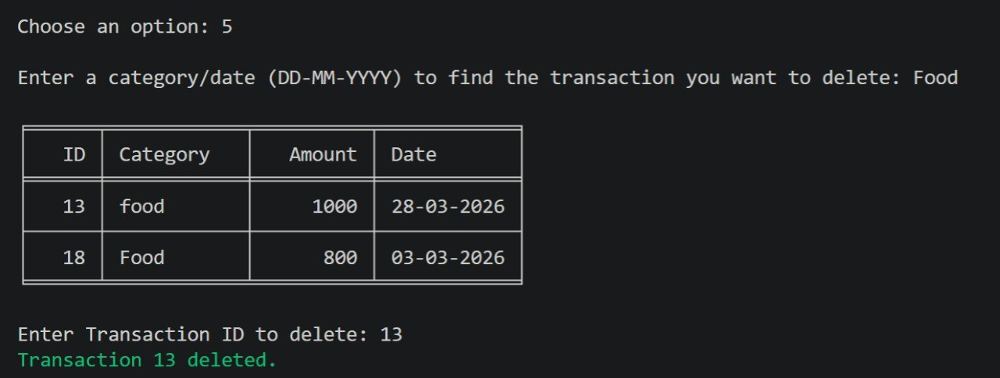 Choose an option: 5
Enter a category/date (DD-MM-YYYY) to find the transaction you want to delete: Food
ID Category Amount Date
13 food 1000 28-03-2026
18 Food 800 03-03-2026
Enter Transaction ID to delete: 13
Transaction 13 deleted.